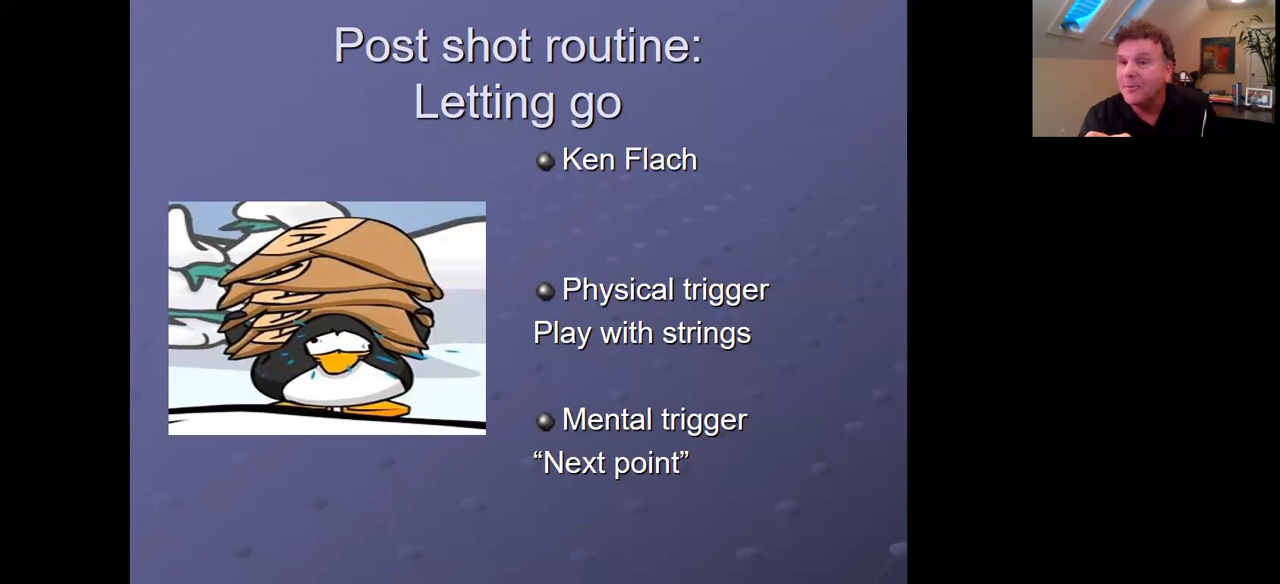 Post shot routine:
Letting go
Ken Flach
Physical trigger
Play with strings
Mental trigger
“Next point”